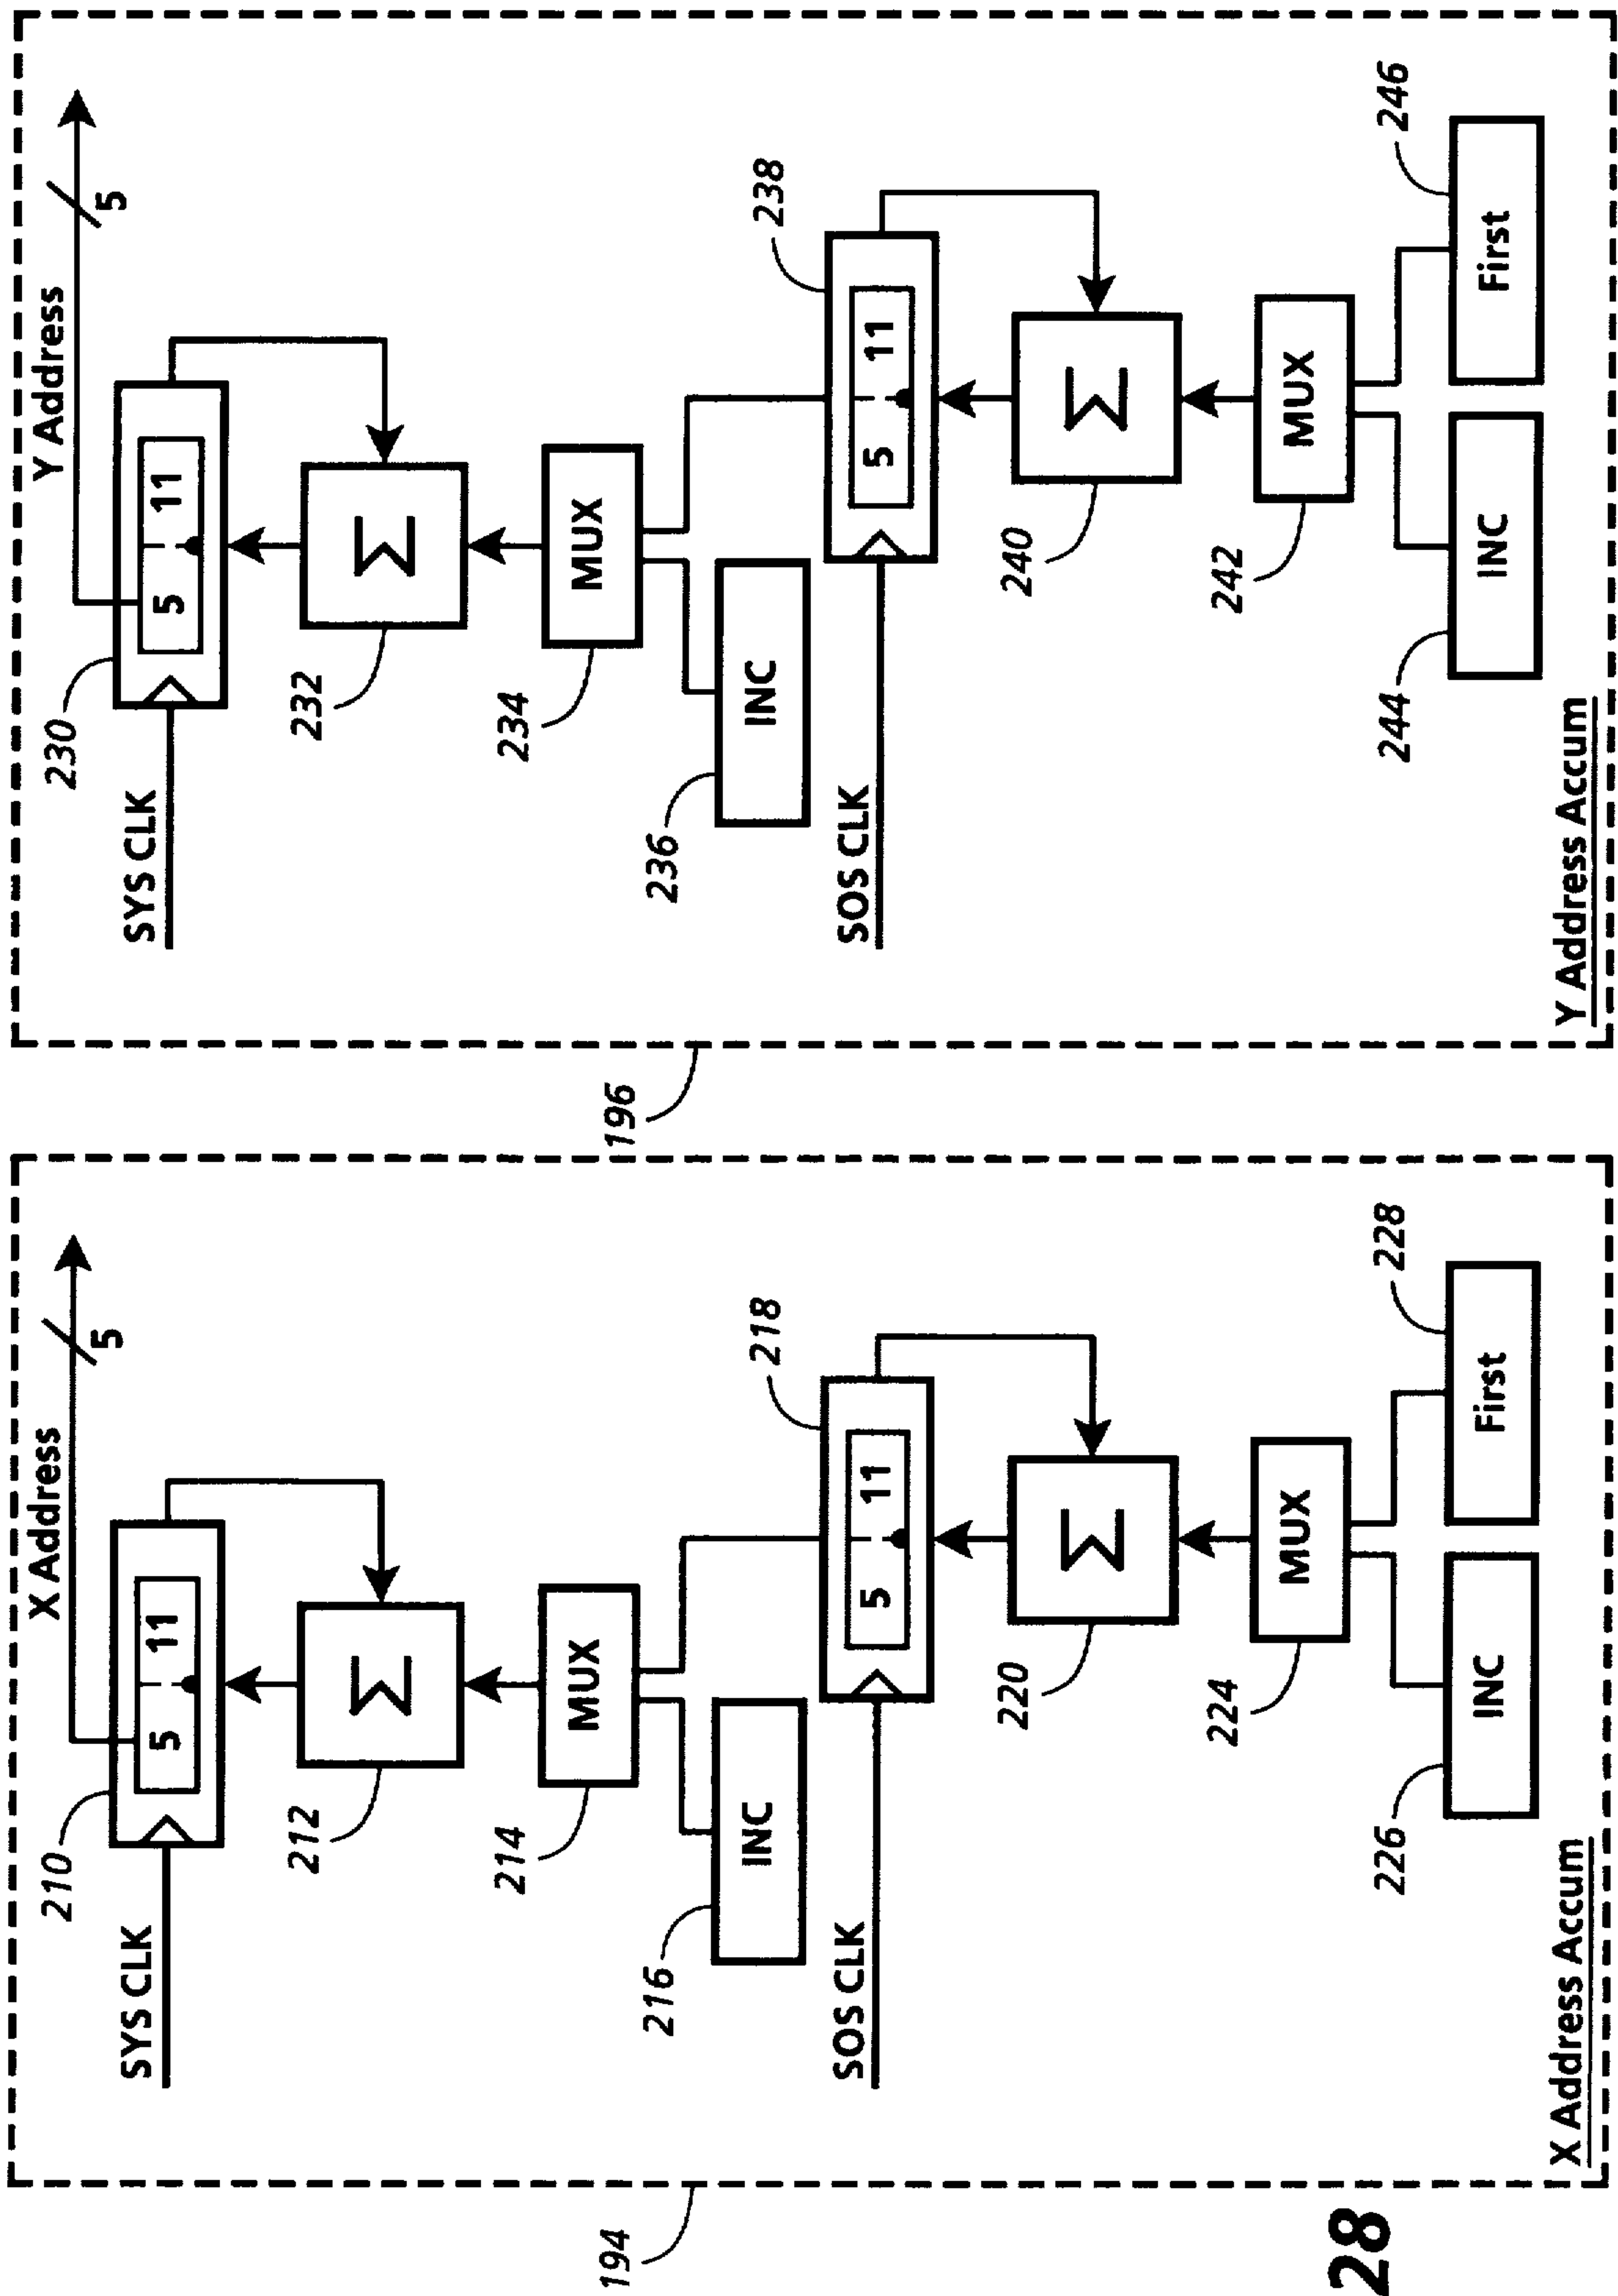 X Address
5
210
5 11
SYS CLK
212
Σ
214
MUX
216
INC
218
5 11
SOS CLK
220
Σ
224
MUX
226
INC
228
First
X Address Accum
194
Y Address
5
230
5 11
SYS CLK
232
Σ
234
MUX
236
INC
238
5 11
SOS CLK
240
Σ
242
MUX
244
INC
246
First
Y Address Accum
196
28